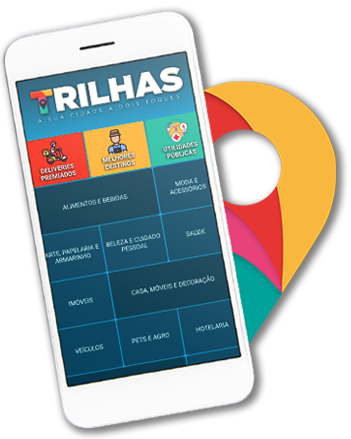 TRILHAS
A SUA CIDADE A DOIS TOQUES
DELIVERIES
PREMIADOS
MELHORES
DESTINOS
UTILIDADES
PÚBLICAS
ALIMENTOS E BEBIDAS
MODA E
ACESSÓRIOS
ARTE, PAPELARIA E
ARMARINHO
BELEZA E CUIDADO
PESSOAL
SAÚDE
IMÓVEIS
CASA, MÓVEIS E DECORAÇÃO
VEÍCULOS
PETS E AGRO
HOTELARIA